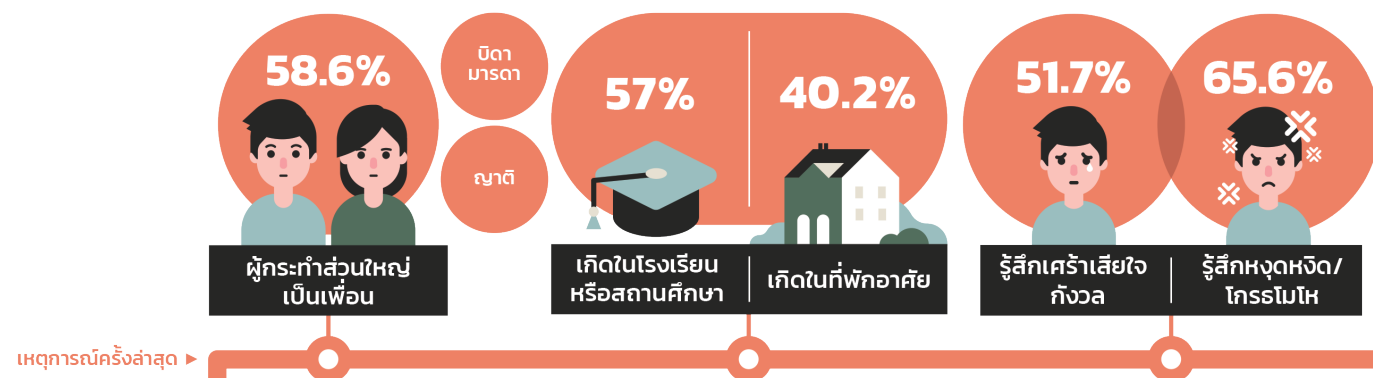 58.6%
บิดา
มารดา
ญาติ
ผู้กระทำส่วนใหญ่
เป็นเพื่อน
57%
40.2%
เกิดในโรงเรียน
หรือสถานศึกษา
เกิดในที่พักอาศัย
51.7%
65.6%
รู้สึกเศร้าเสียใจ
กังวล
รู้สึกหงุดหงิด/
โกรธโมโห
เหตุการณ์ครั้งล่าสุด ►